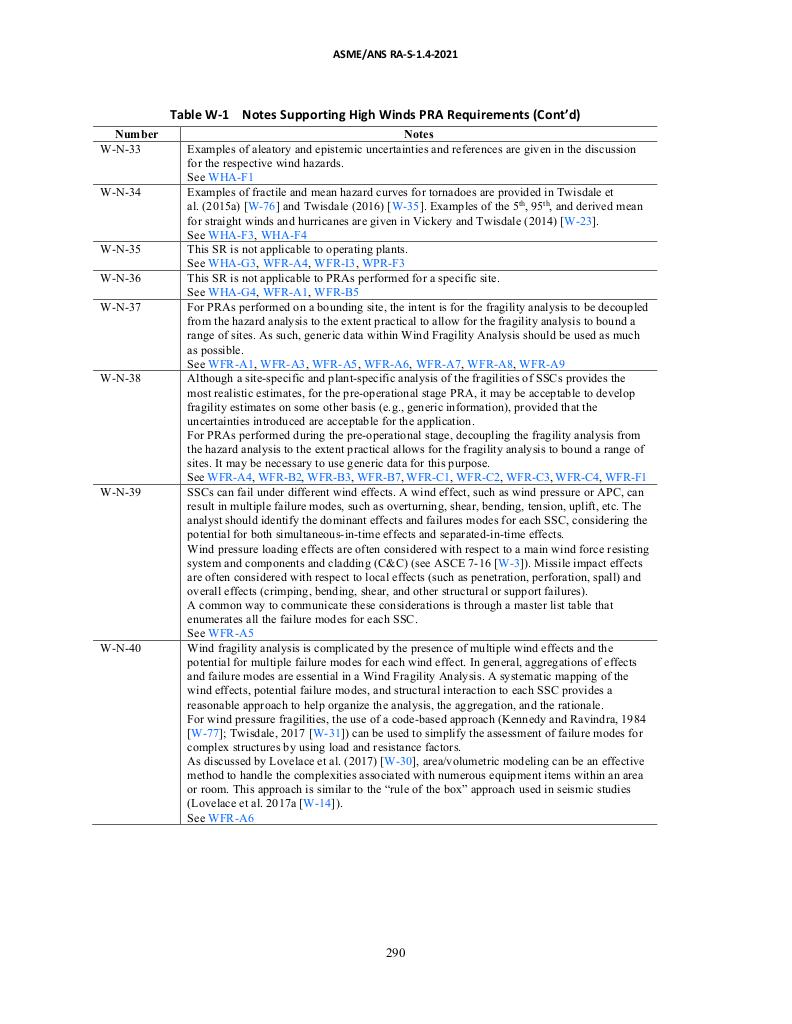 ASME/ANS RA-S-1.4-2021
Table W-1 Notes Supporting High Winds PRA Requirements (Cont’d)
Number Notes
W-N-33 Examples of aleatory and epistemic uncertainties and references are given in the discussion
for the respective wind hazards.
See WHA-F1
W-N-34 Examples of fractile and mean hazard curves for tornadoes are provided in Twisdale et
al. (2015a) [W-76] and Twisdale (2016) [W-35]. Examples of the 5th, 95th, and derived mean
for straight winds and hurricanes are given in Vickery and Twisdale (2014) [W-23].
See WHA-F3, WHA-F4
W-N-35 This SR is not applicable to operating plants.
See WHA-G3, WFR-A4, WFR-I3, WPR-F3
W-N-36 This SR is not applicable to PRAs performed for a specific site.
See WHA-G4, WFR-A1, WFR-B5
W-N-37 For PRAs performed on a bounding site, the intent is for the fragility analysis to be decoupled
from the hazard analysis to the extent practical to allow for the fragility analysis to bound a
range of sites. As such, generic data within Wind Fragility Analysis should be used as much
as possible.
See WFR-A1, WFR-A3, WFR-A5, WFR-A6, WFR-A7, WFR-A8, WFR-A9
W-N-38 Although a site-specific and plant-specific analysis of the fragilities of SSCs provides the
most realistic estimates, for the pre-operational stage PRA, it may be acceptable to develop
fragility estimates on some other basis (e.g., generic information), provided that the
uncertainties introduced are acceptable for the application.
For PRAs performed during the pre-operational stage, decoupling the fragility analysis from
the hazard analysis to the extent practical allows for the fragility analysis to bound a range of
sites. It may be necessary to use generic data for this purpose.
See WFR-A4, WFR-B2, WFR-B3, WFR-B7, WFR-C1, WFR-C2, WFR-C3, WFR-C4, WFR-F1
W-N-39 SSCs can fail under different wind effects. A wind effect, such as wind pressure or APC, can
result in multiple failure modes, such as overturning, shear, bending, tension, uplift, etc. The
analyst should identify the dominant effects and failures modes for each SSC, considering the
potential for both simultaneous-in-time effects and separated-in-time effects.
Wind pressure loading effects are often considered with respect to a main wind force resisting
system and components and cladding (C&C) (see ASCE 7-16 [W-3]). Missile impact effects
are often considered with respect to local effects (such as penetration, perforation, spall) and
overall effects (crimping, bending, shear, and other structural or support failures).
A common way to communicate these considerations is through a master list table that
enumerates all the failure modes for each SSC.
See WFR-A5
W-N-40 Wind fragility analysis is complicated by the presence of multiple wind effects and the
potential for multiple failure modes for each wind effect. In general, aggregations of effects
and failure modes are essential in a Wind Fragility Analysis. A systematic mapping of the
wind effects, potential failure modes, and structural interaction to each SSC provides a
reasonable approach to help organize the analysis, the aggregation, and the rationale.
For wind pressure fragilities, the use of a code-based approach (Kennedy and Ravindra, 1984
[W-77]; Twisdale, 2017 [W-31]) can be used to simplify the assessment of failure modes for
complex structures by using load and resistance factors.
As discussed by Lovelace et al. (2017) [W-30], area/volumetric modeling can be an effective
method to handle the complexities associated with numerous equipment items within an area
or room. This approach is similar to the “rule of the box” approach used in seismic studies
(Lovelace et al. 2017a [W-14]).
See WFR-A6
290